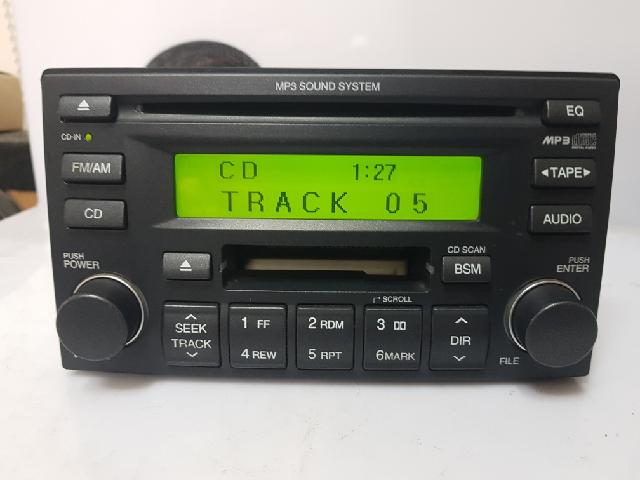 MP3 SOUND SYSTEM
EQ
CD-IN
MP3
FM/AM
CD 1:27
◄TAPE►
CD
TRACK 05
AUDIO
CD SCAN
PUSH
POWER
BSM
PUSH
ENTER
SCROLL
SEEK
TRACK
1 FF
2 RDM
3
DIR
4 REW
5 RPT
6 MARK
FILE